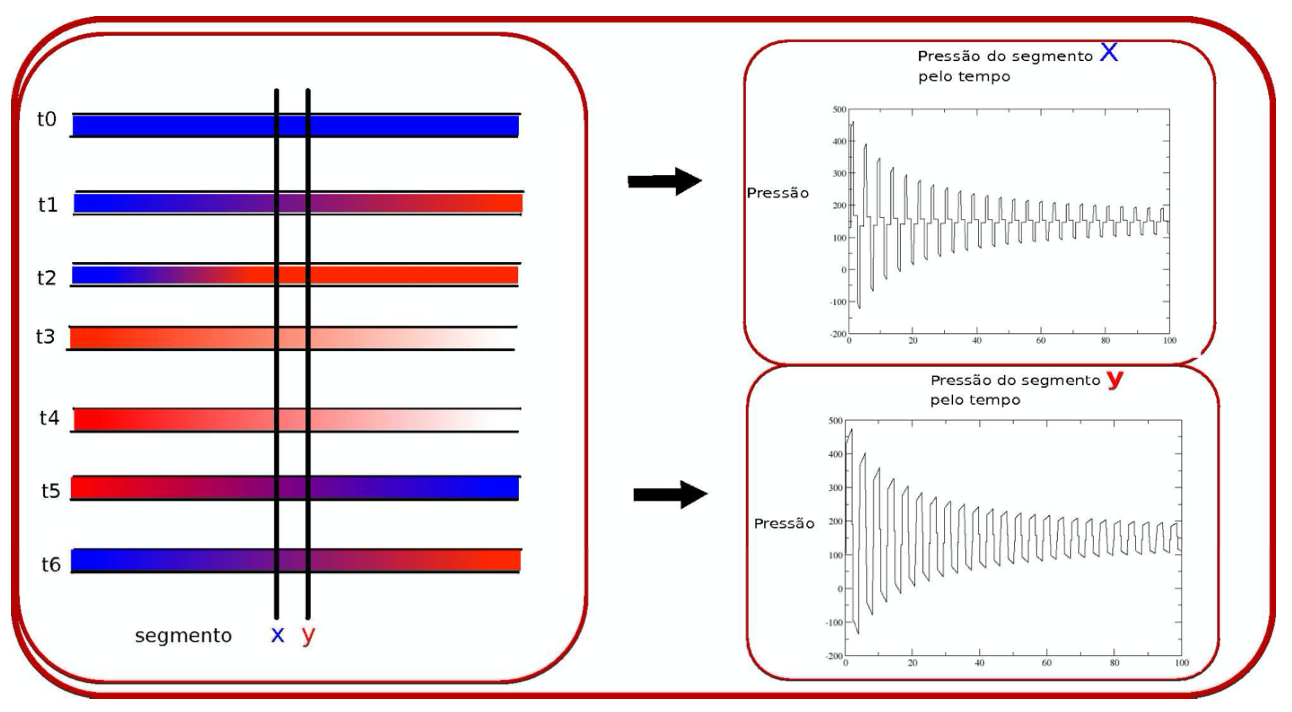 t0
t1
t2
t3
t4
t5
t6
segmento x y
Pressão do segmento X
pelo tempo
Pressão
500
400
300
200
100
0
-100
-200
0 20 40 60 80 100
Pressão do segmento y
pelo tempo
Pressão
500
400
300
200
100
0
-100
-200
0 20 40 60 80 100